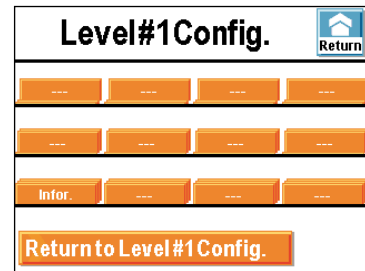 Level#1Config.
Return
--- --- --- ---
--- --- --- ---
Infor. --- --- ---
Return to Level #1 Config.